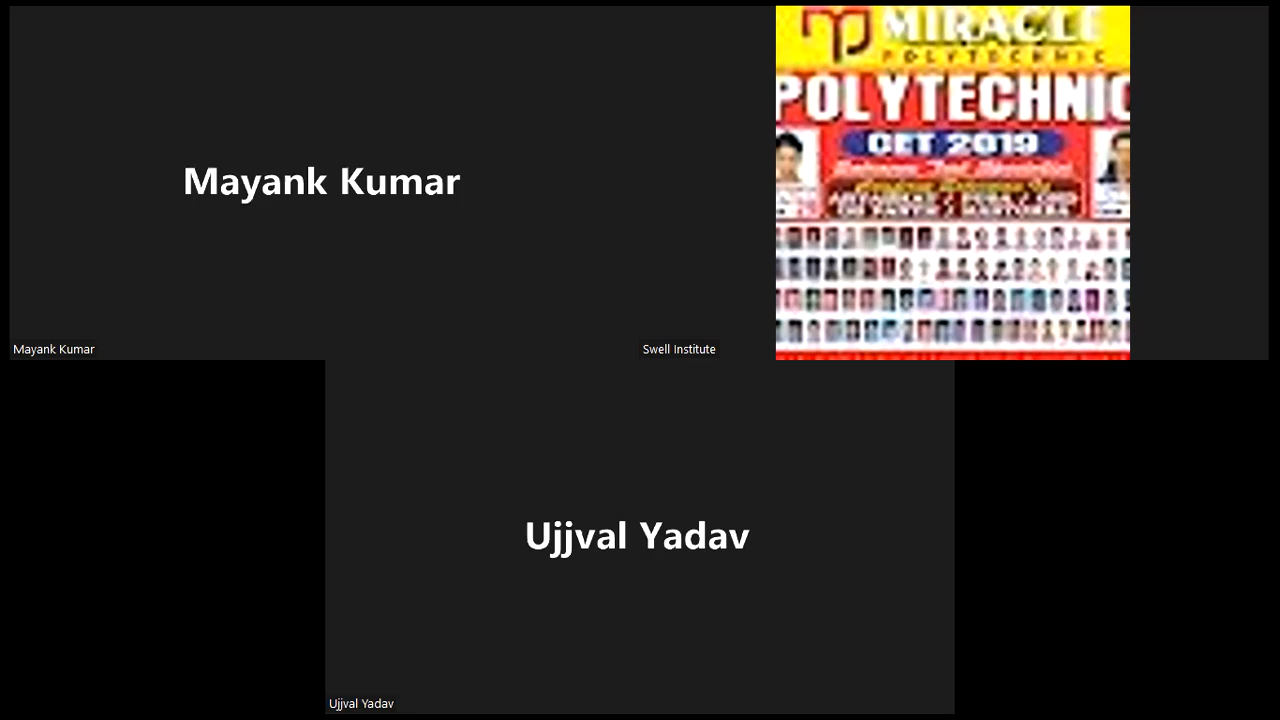 Mayank Kumar
Mayank Kumar
Swell Institute
MIRACLE
POLYTECHNIC
POLYTECHNIC
CET 2019
Ujjval Yadav
Ujjval Yadav